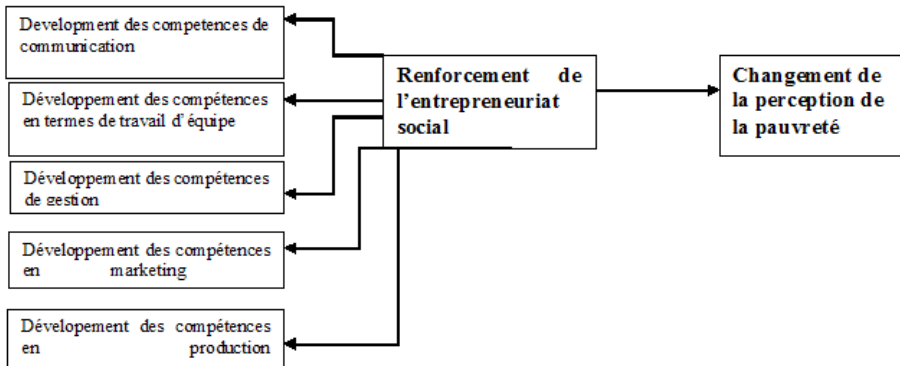 Development des competences de
communication
Développement des compétences
en termes de travail d'équipe
Développement des compétences
de gestion
Développement des compétences
en marketing
Dévelopement des compétences
en production
Renforcement de
l'entrepreneuriat
social
Changement de
la perception de
la pauvreté